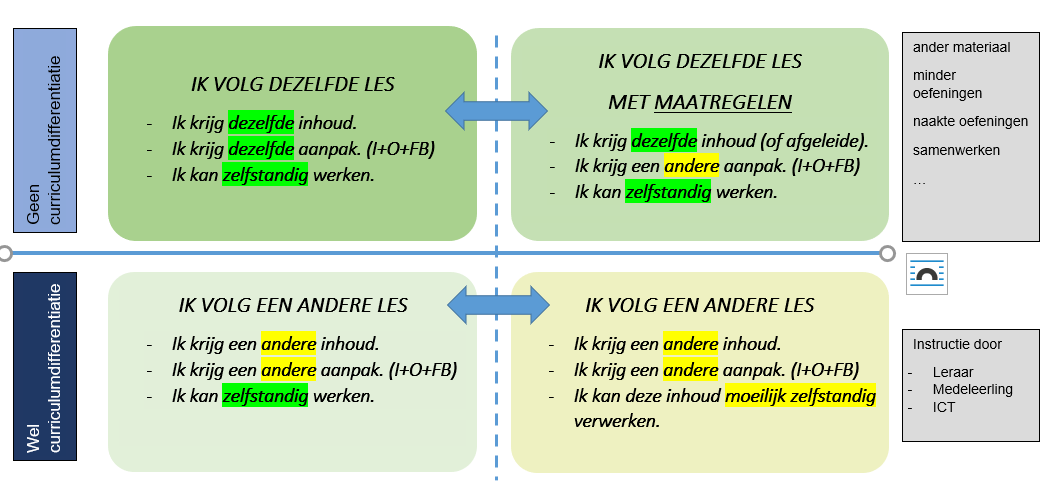 Geen
curriculumdifferentiatie
IK VOLG DEZELFDE LES
- Ik krijg dezelfde inhoud.
- Ik krijg dezelfde aanpak. (I+O+FB)
- Ik kan zelfstandig werken.
IK VOLG DEZELFDE LES
MET MAATREGELEN
- Ik krijg dezelfde inhoud (of afgeleide).
- Ik krijg een andere aanpak. (I+O+FB)
- Ik kan zelfstandig werken.
ander materiaal
minder
oefeningen
naakte oefeningen
samenwerken
…
Wel
curriculumdifferentiatie
IK VOLG EEN ANDERE LES
- Ik krijg een andere inhoud.
- Ik krijg een andere aanpak. (I+O+FB)
- Ik kan zelfstandig werken.
IK VOLG EEN ANDERE LES
- Ik krijg een andere inhoud.
- Ik krijg een andere aanpak. (I+O+FB)
- Ik kan deze inhoud moeilijk zelfstandig
verwerken.
Instructie door
- Leraar
- Medeleerling
- ICT